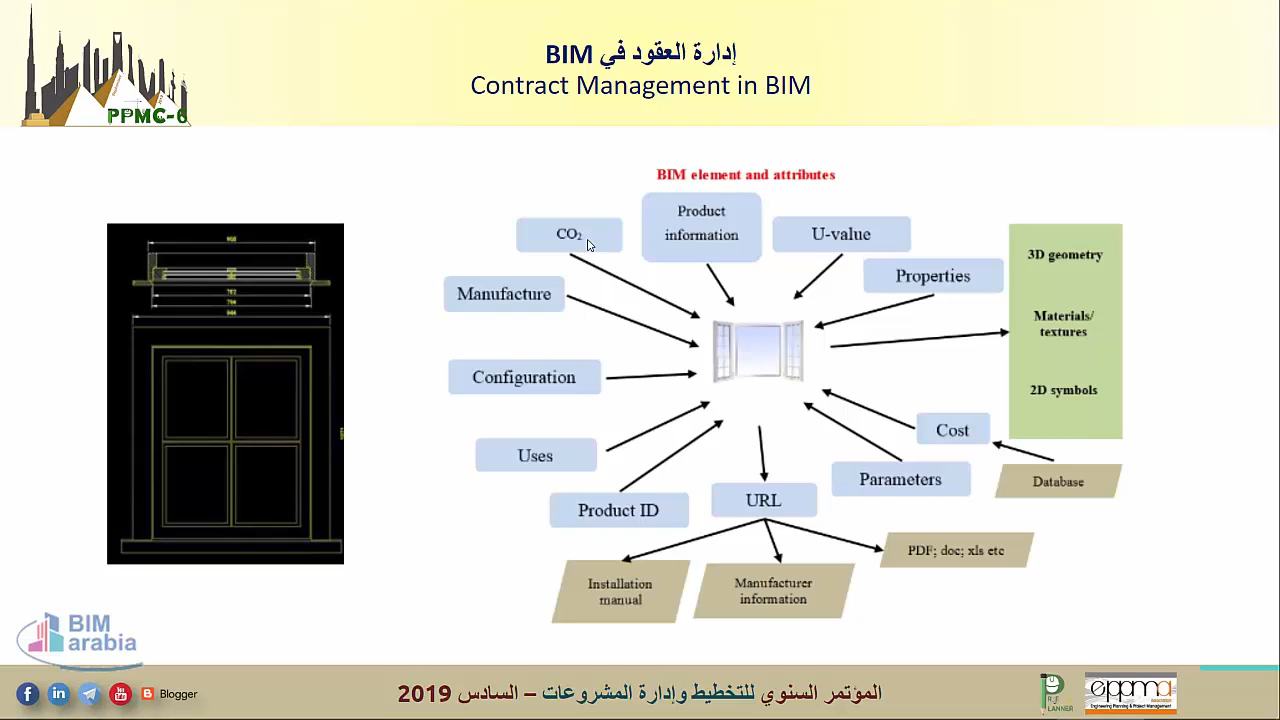 إدارة العقود في BIM
Contract Management in BIM
PPMC-6
BIM element and attributes
CO₂
Product
information
U-value
Properties
Manufacture
Configuration
Uses
Product ID
URL
Parameters
Cost
Database
3D geometry
Materials/
textures
2D symbols
Installation
manual
Manufacturer
information
PDF; doc; xls etc
BIM
arabia
Blogger
المؤتمر السنوي للتخطيط وإدارة المشروعات – السادس 2019
PLANNER
eppma
Engineering Planning & Project Management